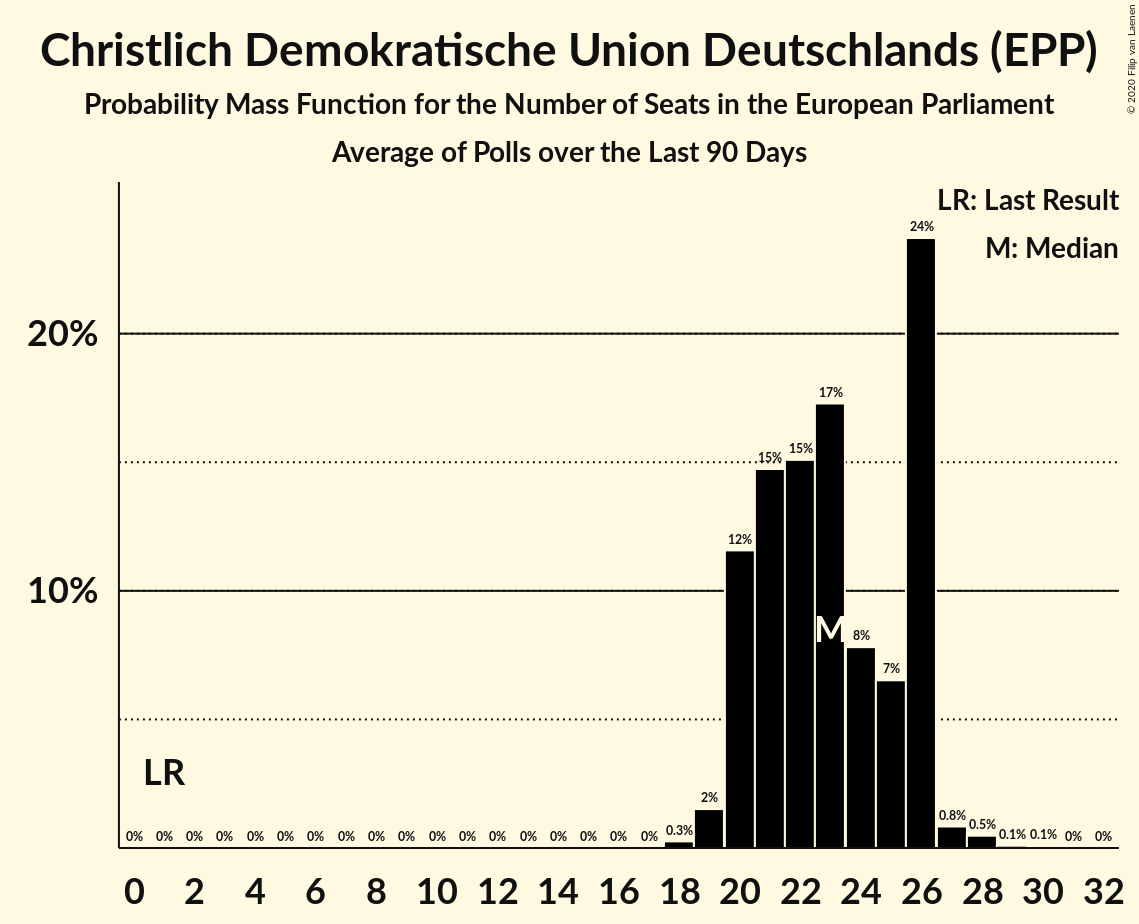 Christlich Demokratische Union Deutschlands (EPP)
Probability Mass Function for the Number of Seats in the European Parliament
Average of Polls over the Last 90 Days
© 2020 Filip van Laenen
LR: Last Result
M: Median
24%
20%
17%
15% 15%
12%
10%
M
8%
7%
LR
2%
0% 0% 0% 0% 0% 0% 0% 0% 0% 0% 0% 0% 0% 0% 0% 0% 0% 0% 0.3% 0.8% 0.5% 0.1% 0.1% 0% 0%
0 2 4 6 8 10 12 14 16 18 20 22 24 26 28 30 32